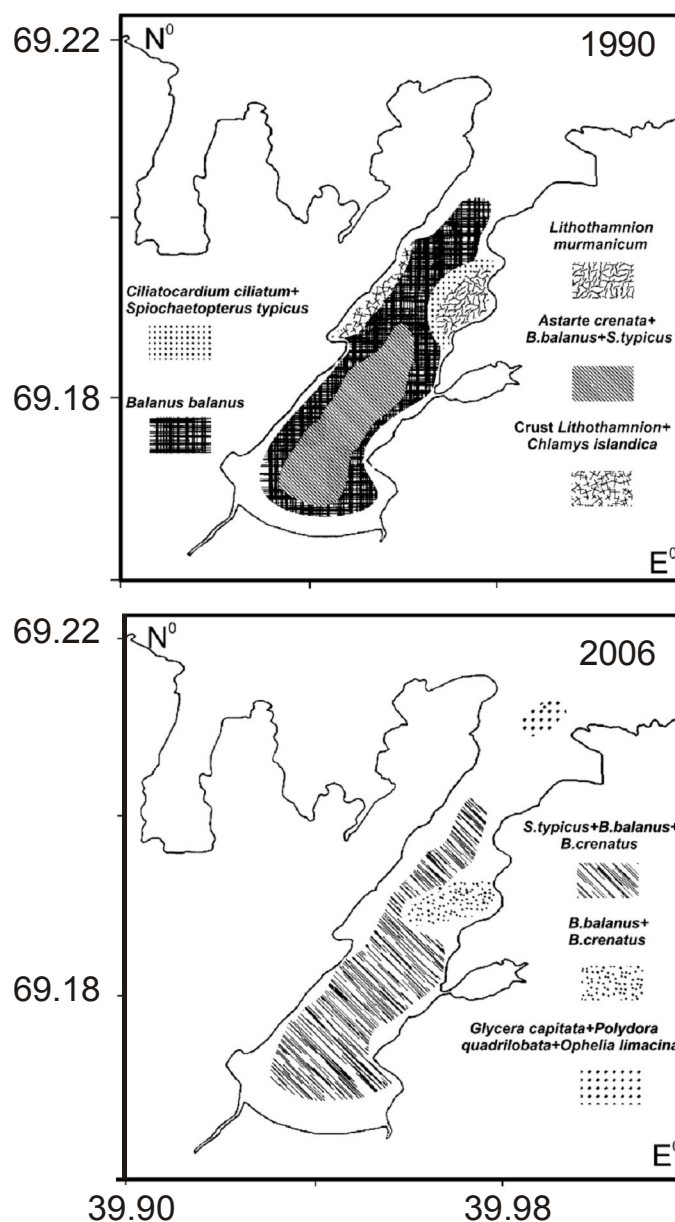 69.22
N⁰
1990
Lithothamnion
murmanicum
Ciliatocardium ciliatum+
Spiochaetopterus typicus
Astarte crenata+
B.balanus+S.typicus
69.18
Balanus balanus
Crust Lithothamnion+
Chlamys islandica
E⁰
69.22
N⁰
2006
S.typicus+B.balanus+
B.crenatus
B.balanus+
B.crenatus
69.18
Glycera capitata+Polydora
quadrilobata+Ophelia limacina
E⁰
39.90
39.98